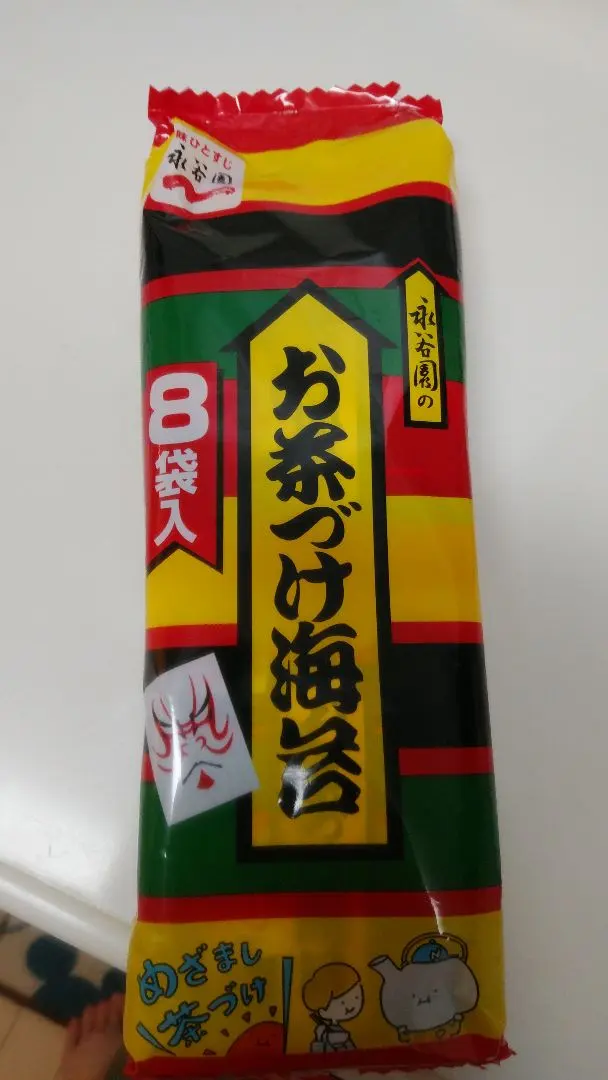 味ひとすじ
永谷園
永谷園の
お茶づけ海苔
8袋入
めざまし
茶づけ
N